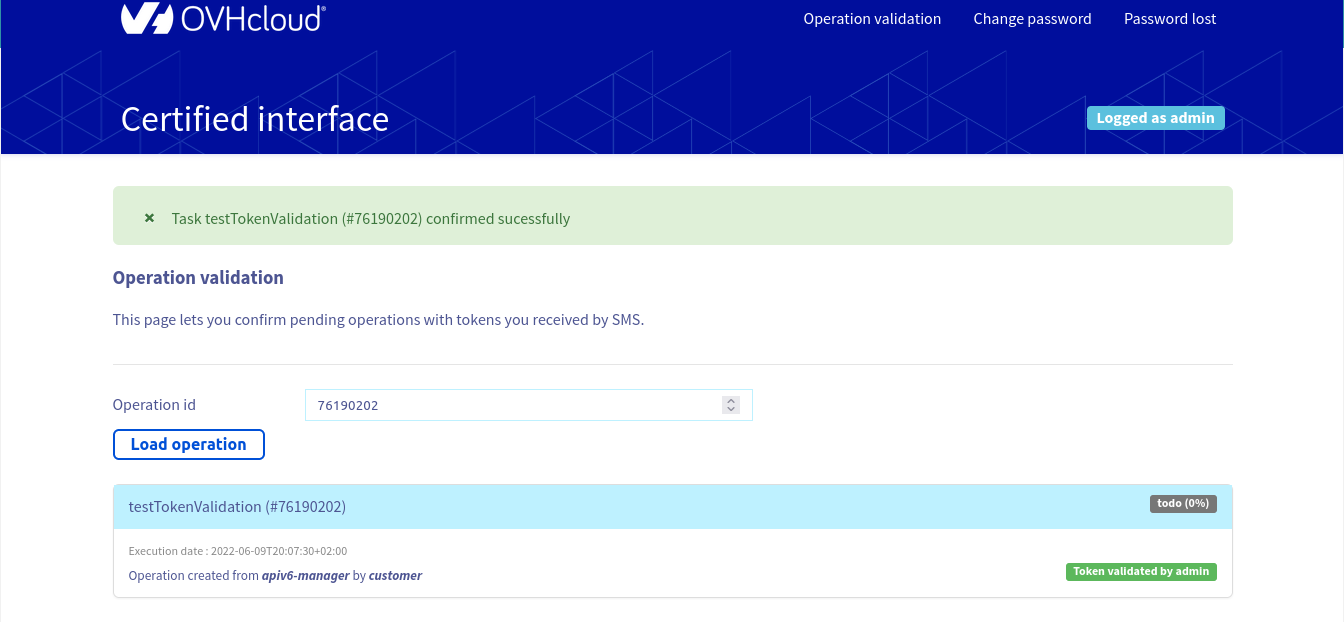 OVHcloud®
Operation validation Change password Password lost
Certified interface
Logged as admin
× Task testTokenValidation (#76190202) confirmed sucessfully
Operation validation
This page lets you confirm pending operations with tokens you received by SMS.
Operation id 76190202
Load operation
testTokenValidation (#76190202) todo (0%)
Execution date : 2022-06-09T20:07:30+02:00
Operation created from apiv6-manager by customer
Token validated by admin